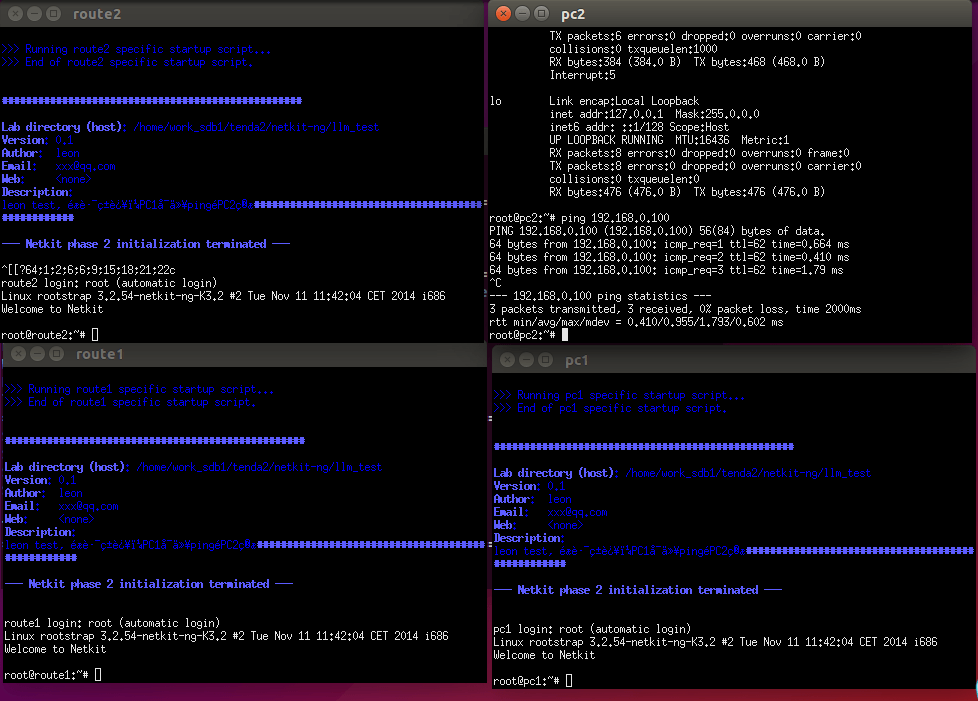 route2
>>> Running route2 specific startup script...
>>> End of route2 specific startup script.
##################################################
Lab directory (host): /home/work_sdb1/tenda2/netkit-ng/llm_test
Version: 0.1
Author: leon
Email: xxx@qq.com
Web: <none>
Description:
leon test.
############
--- Netkit phase 2 initialization terminated ---
^[[?64;1;2;6;6;9;15;18;21;22c
route2 login: root (automatic login)
Linux rootstrap 3.2.54-netkit-ng-K3.2 #2 Tue Nov 11 11:42:04 CET 2014 i686
Welcome to Netkit
root@route2:~#
pc2
TX packets:6 errors:0 dropped:0 overruns:0 carrier:0
collisions:0 txqueuelen:1000
RX bytes:384 (384.0 B)  TX bytes:468 (468.0 B)
Interrupt:5
lo        Link encap:Local Loopback
inet addr:127.0.0.1  Mask:255.0.0.0
inet6 addr: ::1/128 Scope:Host
UP LOOPBACK RUNNING  MTU:16436  Metric:1
RX packets:8 errors:0 dropped:0 overruns:0 frame:0
TX packets:8 errors:0 dropped:0 overruns:0 carrier:0
collisions:0 txqueuelen:0
RX bytes:476 (476.0 B)  TX bytes:476 (476.0 B)
root@pc2:~# ping 192.168.0.100
PING 192.168.0.100 (192.168.0.100) 56(84) bytes of data.
64 bytes from 192.168.0.100: icmp_req=1 ttl=62 time=0.664 ms
64 bytes from 192.168.0.100: icmp_req=2 ttl=62 time=0.410 ms
64 bytes from 192.168.0.100: icmp_req=3 ttl=62 time=1.79 ms
^C
--- 192.168.0.100 ping statistics ---
3 packets transmitted, 3 received, 0% packet loss, time 2000ms
rtt min/avg/max/mdev = 0.410/0.955/1.793/0.602 ms
root@pc2:~#
route1
>>> Running route1 specific startup script...
>>> End of route1 specific startup script.
##################################################
Lab directory (host): /home/work_sdb1/tenda2/netkit-ng/llm_test
Version: 0.1
Author: leon
Email: xxx@qq.com
Web: <none>
Description:
leon test.
############
--- Netkit phase 2 initialization terminated ---
route1 login: root (automatic login)
Linux rootstrap 3.2.54-netkit-ng-K3.2 #2 Tue Nov 11 11:42:04 CET 2014 i686
Welcome to Netkit
root@route1:~#
pc1
>>> Running pc1 specific startup script...
>>> End of pc1 specific startup script.
##################################################
Lab directory (host): /home/work_sdb1/tenda2/netkit-ng/llm_test
Version: 0.1
Author: leon
Email: xxx@qq.com
Web: <none>
Description:
leon test.
############
--- Netkit phase 2 initialization terminated ---
pc1 login: root (automatic login)
Linux rootstrap 3.2.54-netkit-ng-K3.2 #2 Tue Nov 11 11:42:04 CET 2014 i686
Welcome to Netkit
root@pc1:~#